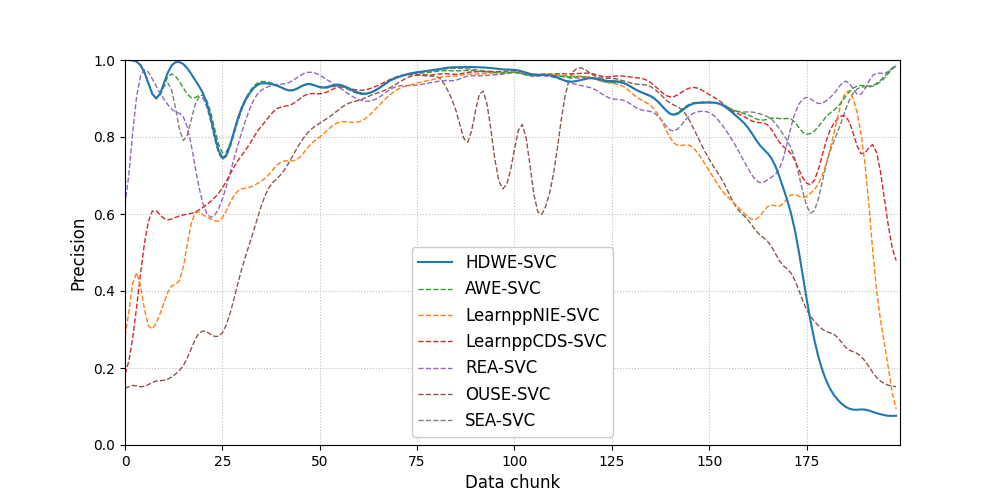 1.0
0.8
0.6
0.4
0.2
0.0
Precision
HDWE-SVC
AWE-SVC
LearnppNIE-SVC
LearnppCDS-SVC
REA-SVC
OUSE-SVC
SEA-SVC
0 25 50 75 100 125 150 175
Data chunk